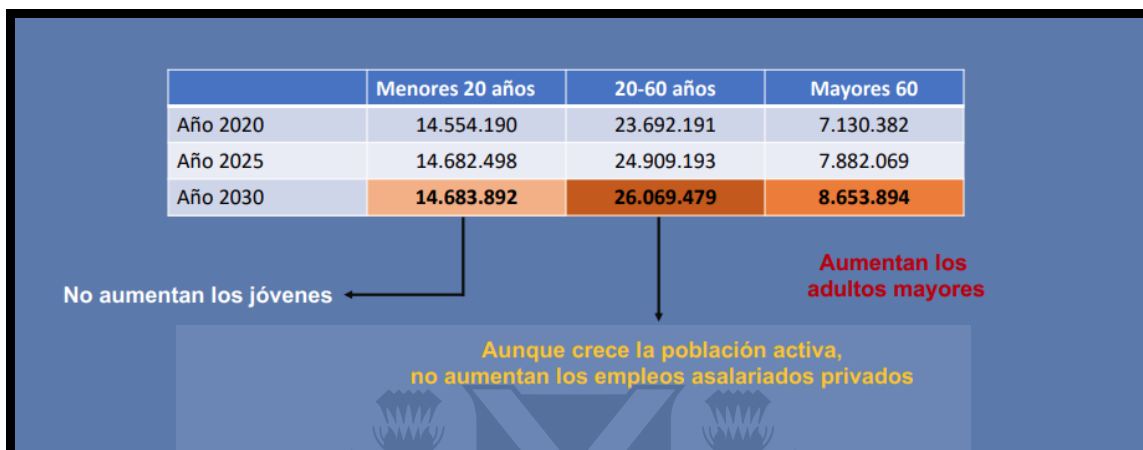 Menores 20 años 20-60 años Mayores 60
Año 2020 14.554.190 23.692.191 7.130.382
Año 2025 14.682.498 24.909.193 7.882.069
Año 2030 14.683.892 26.069.479 8.653.894
No aumentan los jóvenes
Aumentan los
adultos mayores
Aunque crece la población activa,
no aumentan los empleos asalariados privados